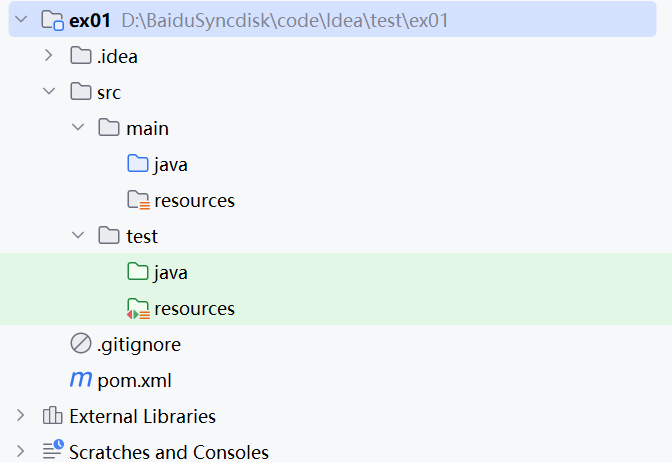 ex01 D:\BaiduSyncdisk\code\Idea\test\ex01
.idea
src
main
java
resources
test
java
resources
.gitignore
m pom.xml
External Libraries
Scratches and Consoles